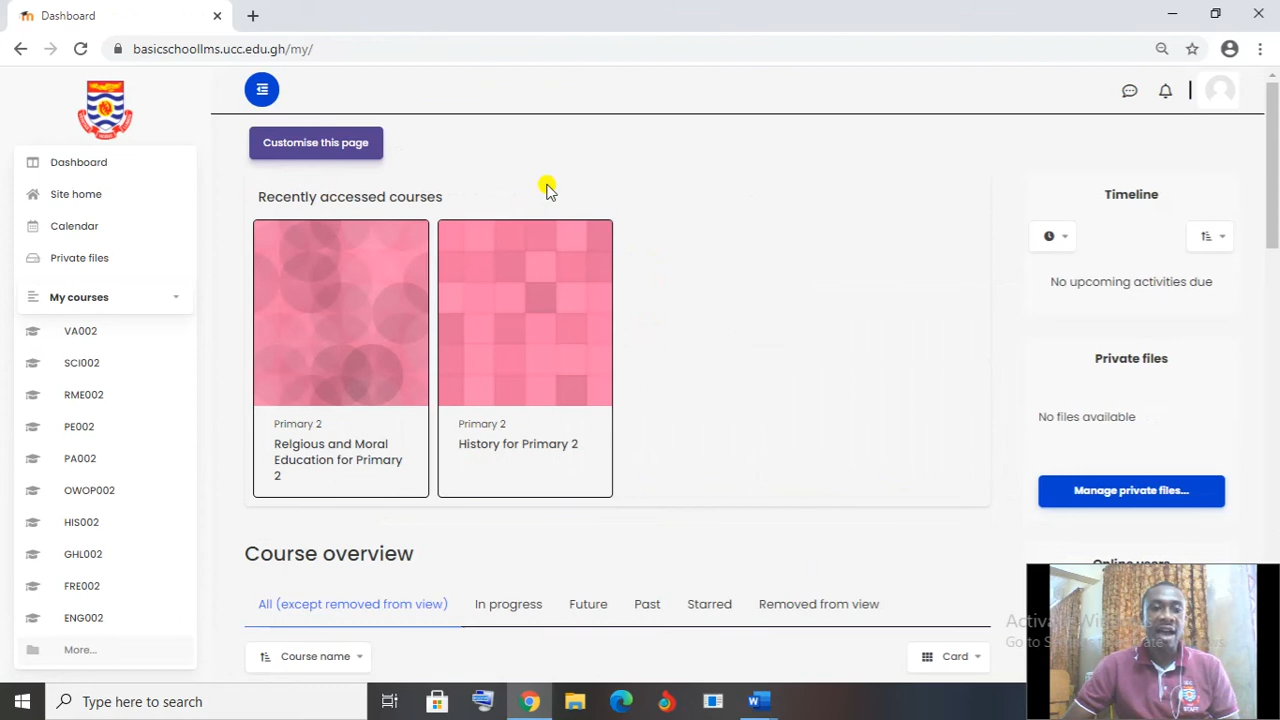 Dashboard
basicschoollms.ucc.edu.gh/my/
Dashboard
Site home
Calendar
Private files
My courses
VA002
SCI002
RME002
PE002
PA002
OWOP002
HIS002
GHL002
FRE002
ENG002
More...
Customise this page
Recently accessed courses
Primary 2
Relgious and Moral
Education for Primary
2
Primary 2
History for Primary 2
Timeline
No upcoming activities due
Private files
No files available
Manage private files...
Online users
Course overview
All (except removed from view)
In progress
Future
Past
Starred
Removed from view
Course name
Card
Type here to search
STAFF